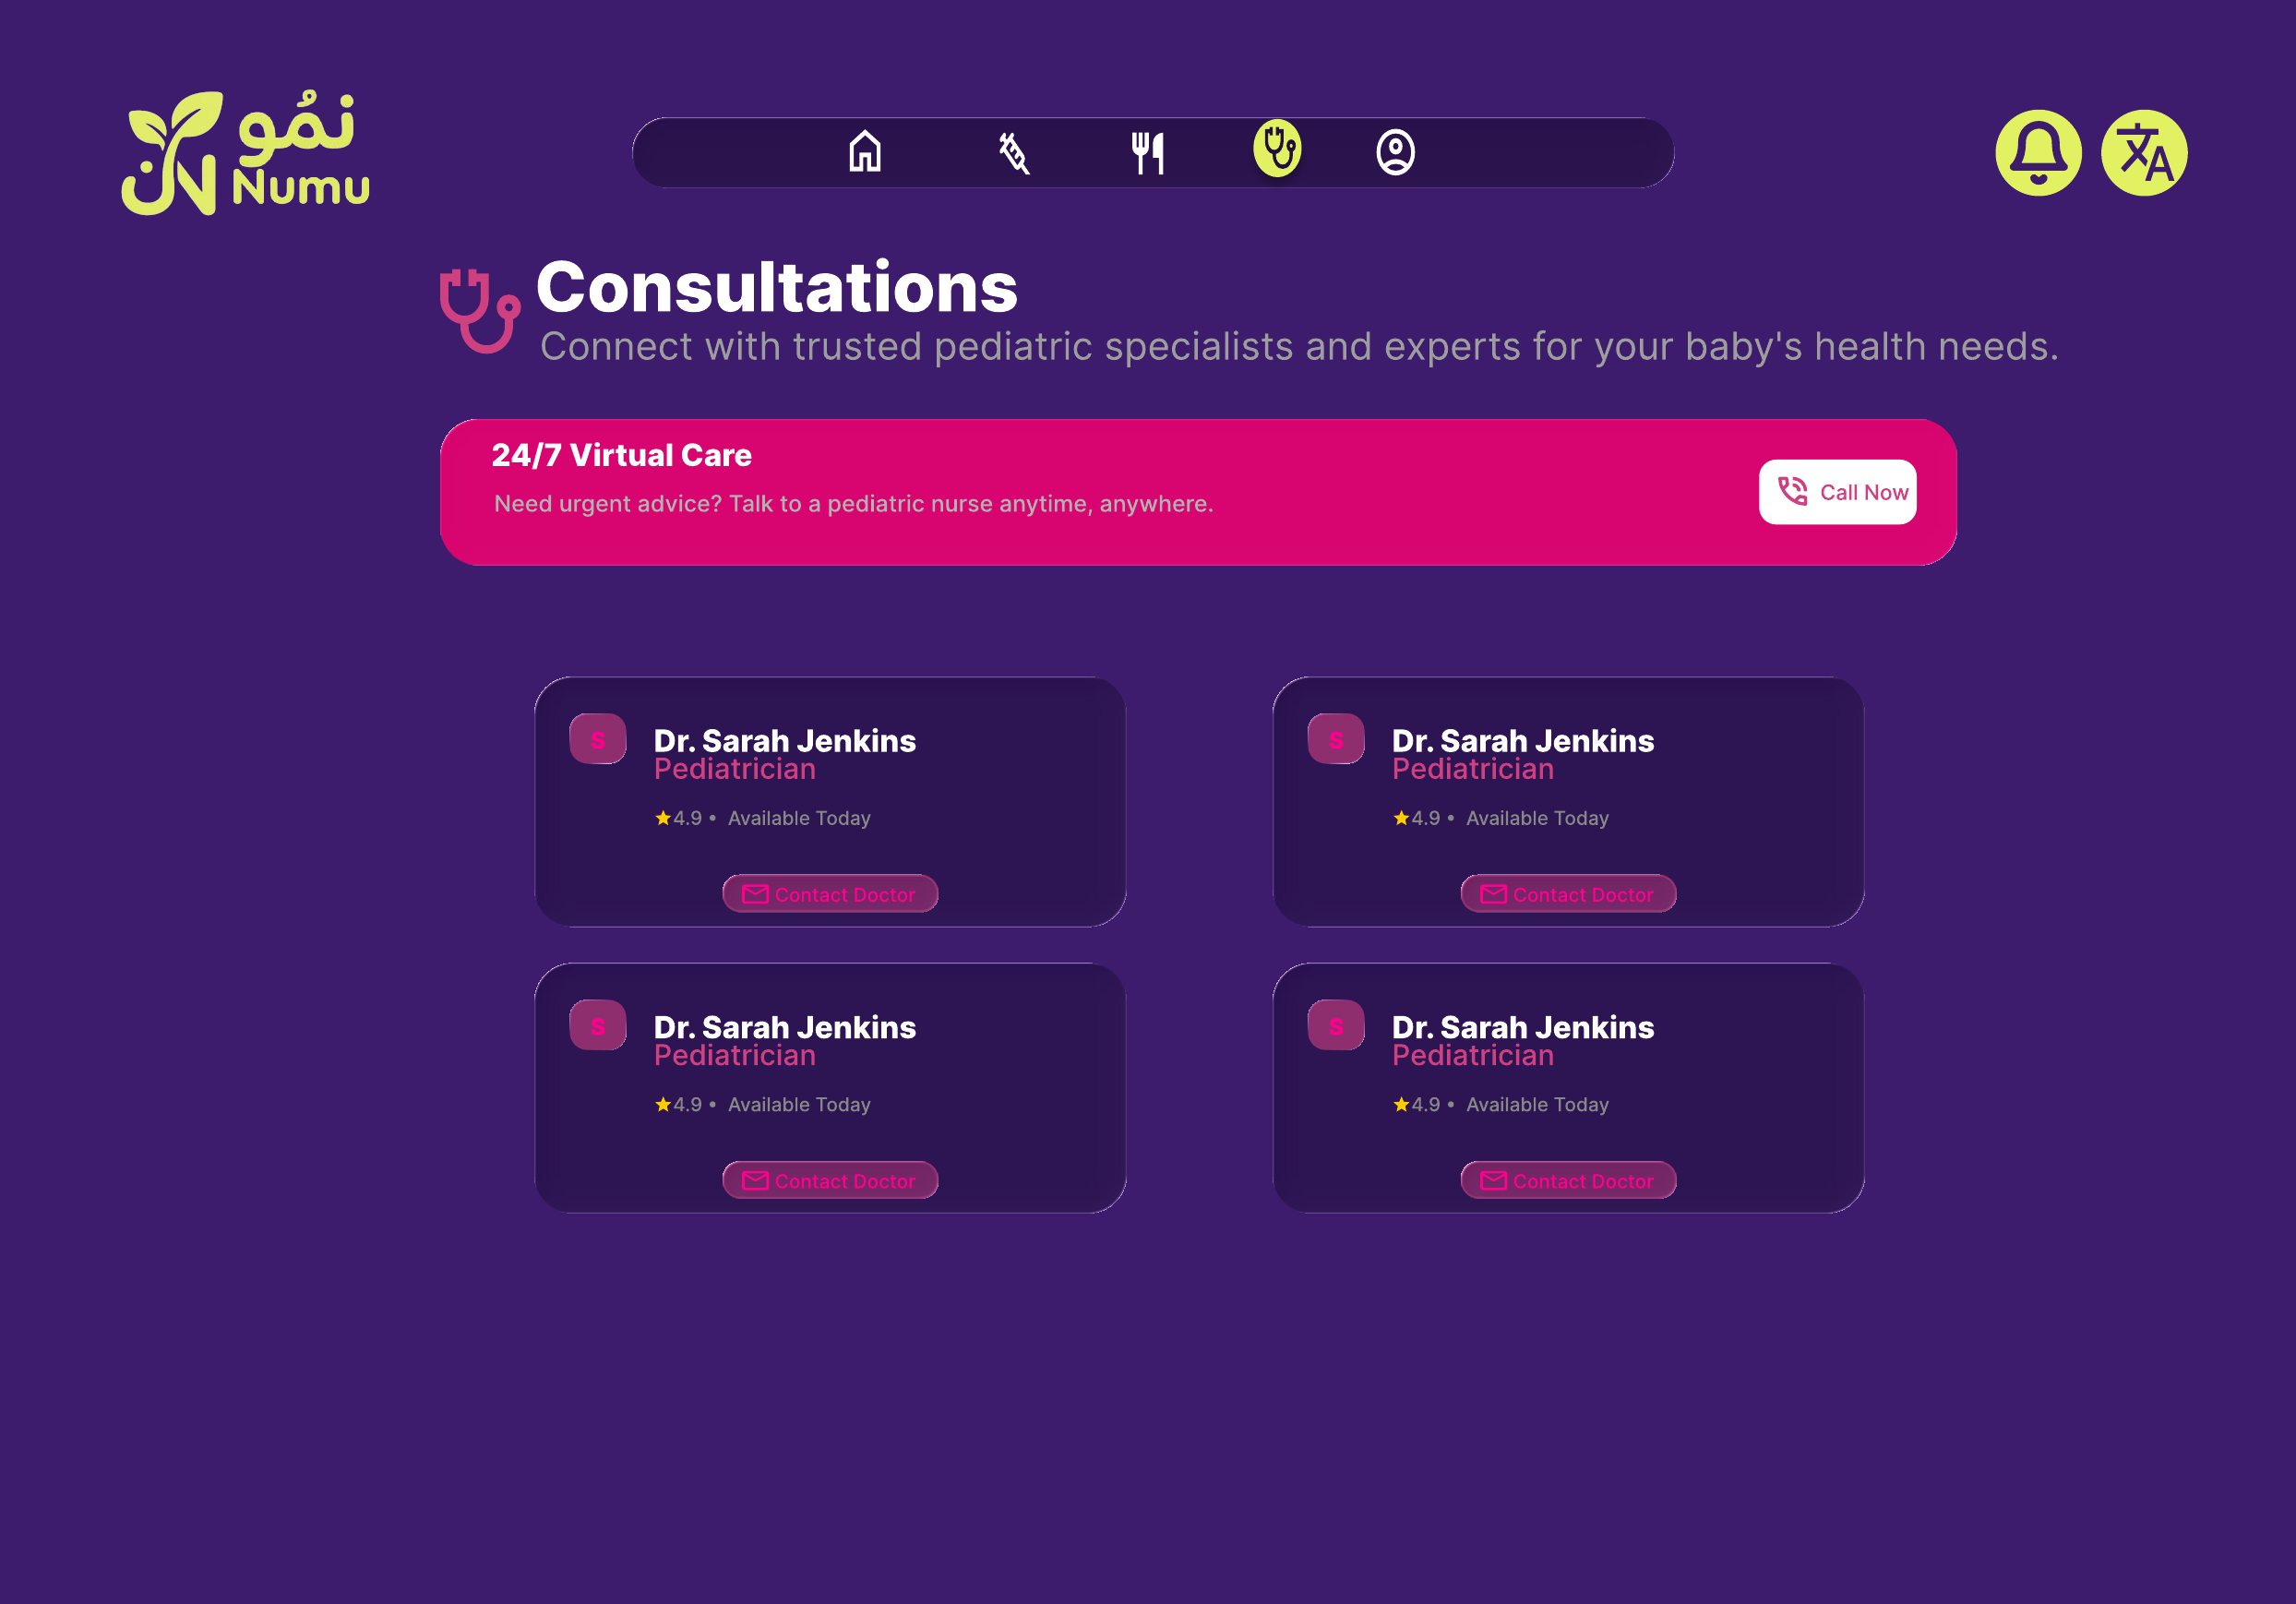 نمُو
Numu
Consultations
Connect with trusted pediatric specialists and experts for your baby's health needs.
24/7 Virtual Care
Need urgent advice? Talk to a pediatric nurse anytime, anywhere.
Call Now
S
Dr. Sarah Jenkins
Pediatrician
4.9 • Available Today
Contact Doctor
S
Dr. Sarah Jenkins
Pediatrician
4.9 • Available Today
Contact Doctor
S
Dr. Sarah Jenkins
Pediatrician
4.9 • Available Today
Contact Doctor
S
Dr. Sarah Jenkins
Pediatrician
4.9 • Available Today
Contact Doctor